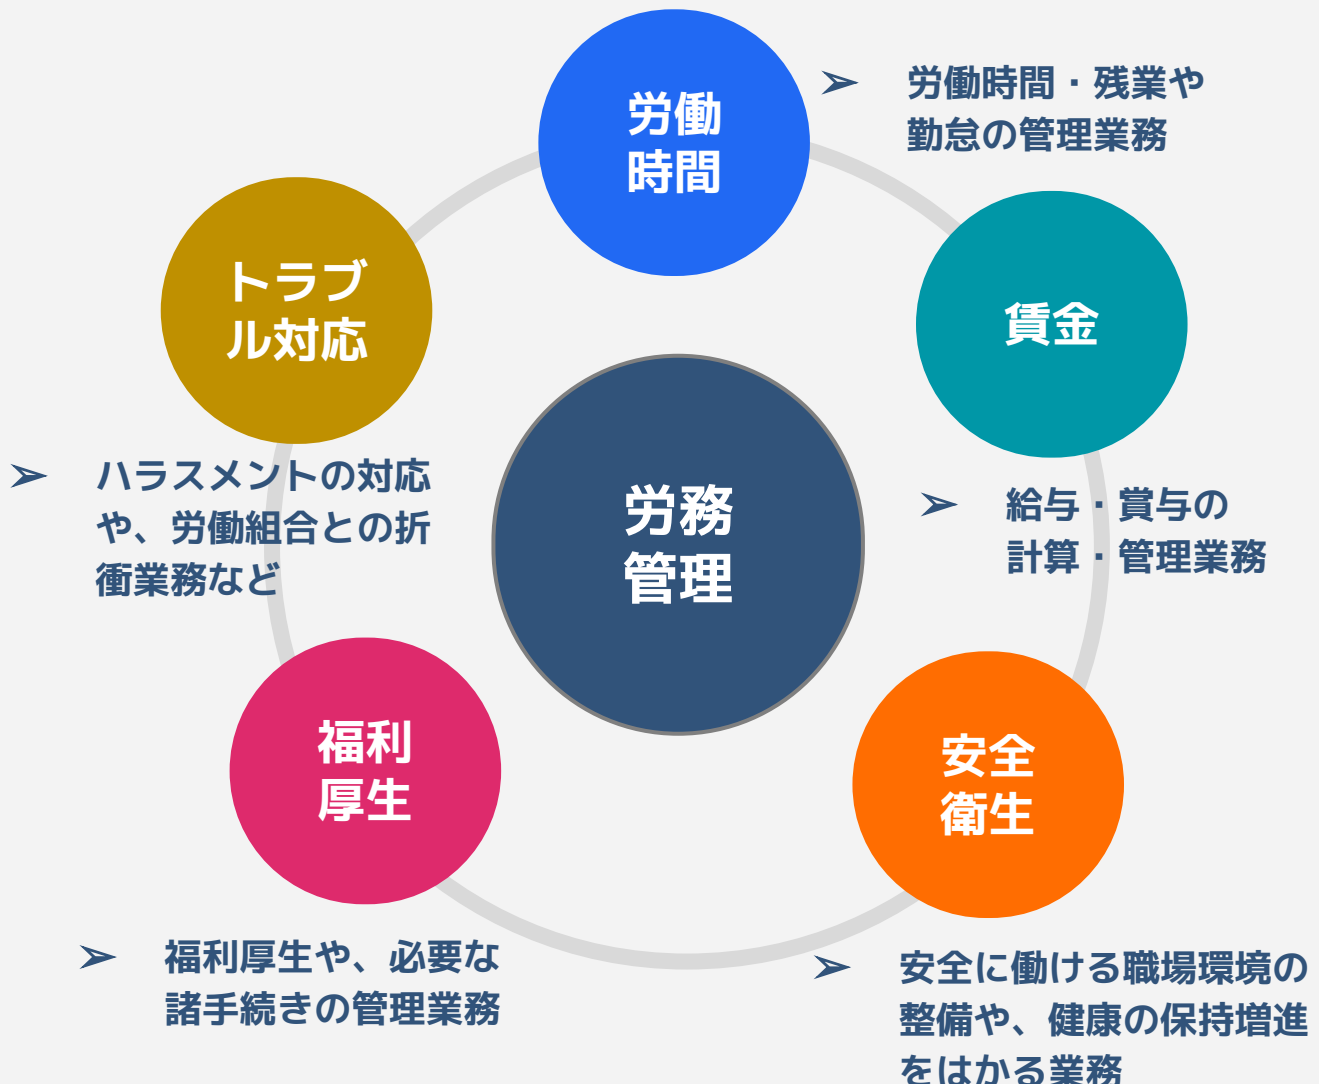 労働
時間
➢ 労働時間・残業や
勤怠の管理業務
賃金
➢ 給与・賞与の
計算・管理業務
安全
衛生
➢ 安全に働ける職場環境の
整備や、健康の保持増進
をはかる業務
福利
厚生
➢ 福利厚生や、必要な
諸手続きの管理業務
トラブ
ル対応
➢ ハラスメントの対応
や、労働組合との折
衝業務など
労務
管理